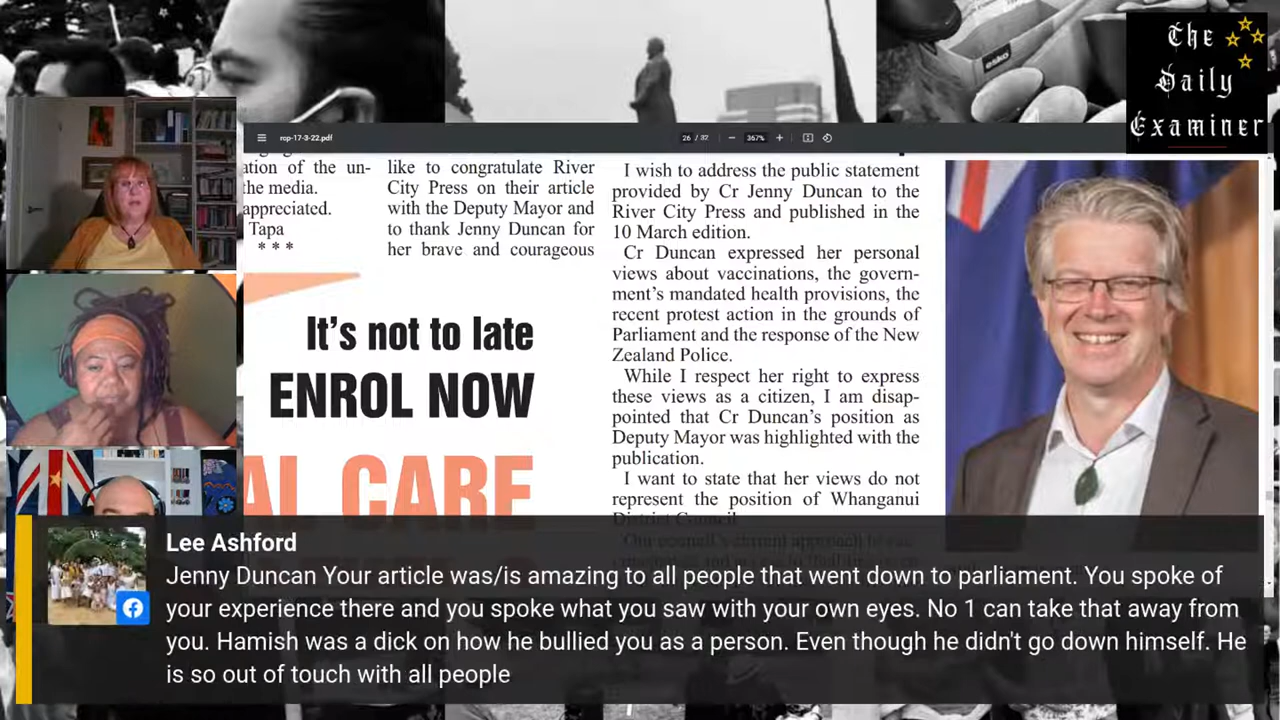 The
Daily
Examiner
esko
rcp-17-3-22.pdf
26 / 32
367%
ation of the un-
the media.
appreciated.
Tapa
* * *
like to congratulate River
City Press on their article
with the Deputy Mayor and
to thank Jenny Duncan for
her brave and courageous
It's not to late
ENROL NOW
AL CARE
I wish to address the public statement
provided by Cr Jenny Duncan to the
River City Press and published in the
10 March edition.
Cr Duncan expressed her personal
views about vaccinations, the govern-
ment's mandated health provisions, the
recent protest action in the grounds of
Parliament and the response of the New
Zealand Police.
While I respect her right to express
these views as a citizen, I am disap-
pointed that Cr Duncan's position as
Deputy Mayor was highlighted with the
publication.
I want to state that her views do not
represent the position of Whanganui
District Council.
Our council's current approach
Lee Ashford
Jenny Duncan Your article was/is amazing to all people that went down to parliament. You spoke of
your experience there and you spoke what you saw with your own eyes. No 1 can take that away from
you. Hamish was a dick on how he bullied you as a person. Even though he didn't go down himself. He
is so out of touch with all people